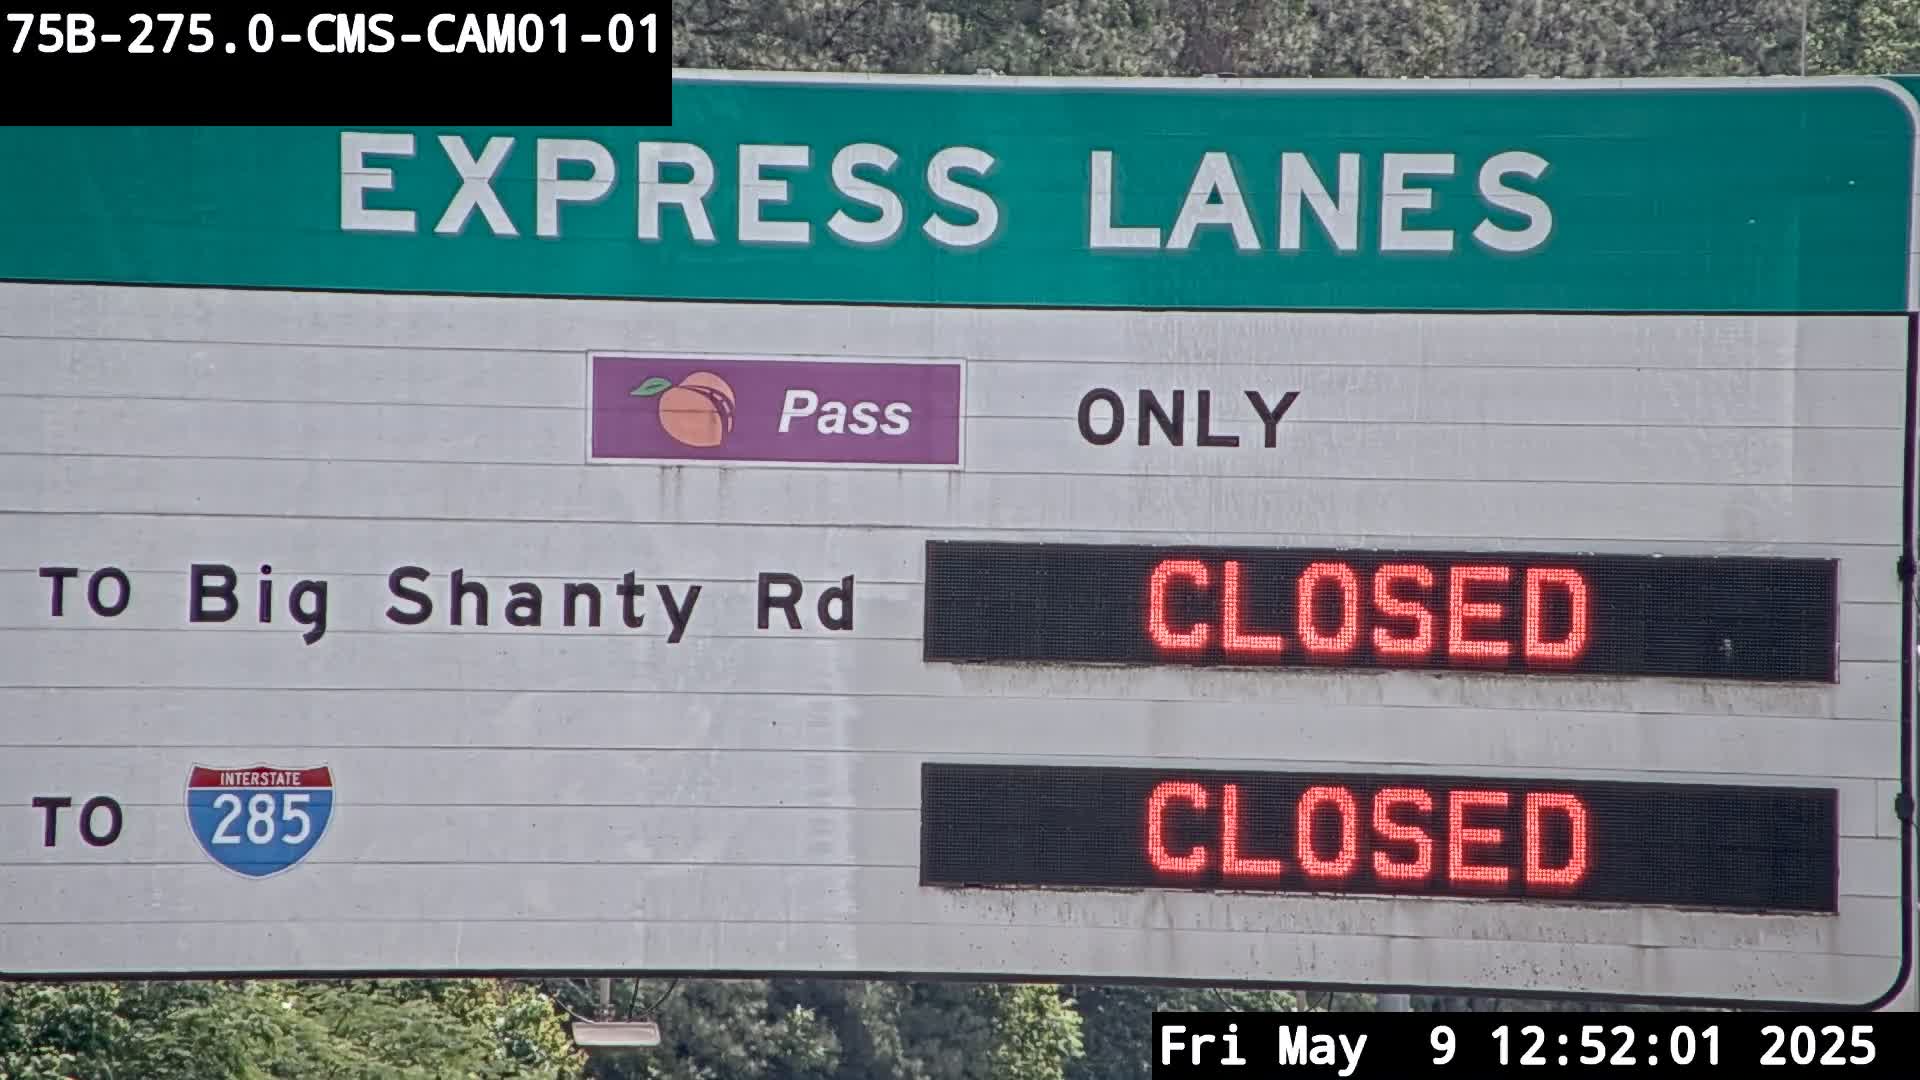 75B-275.0-CMS-CAM01-01
EXPRESS LANES
Pass ONLY
TO Big Shanty Rd CLOSED
TO INTERSTATE 285 CLOSED
Fri May 9 12:52:01 2025